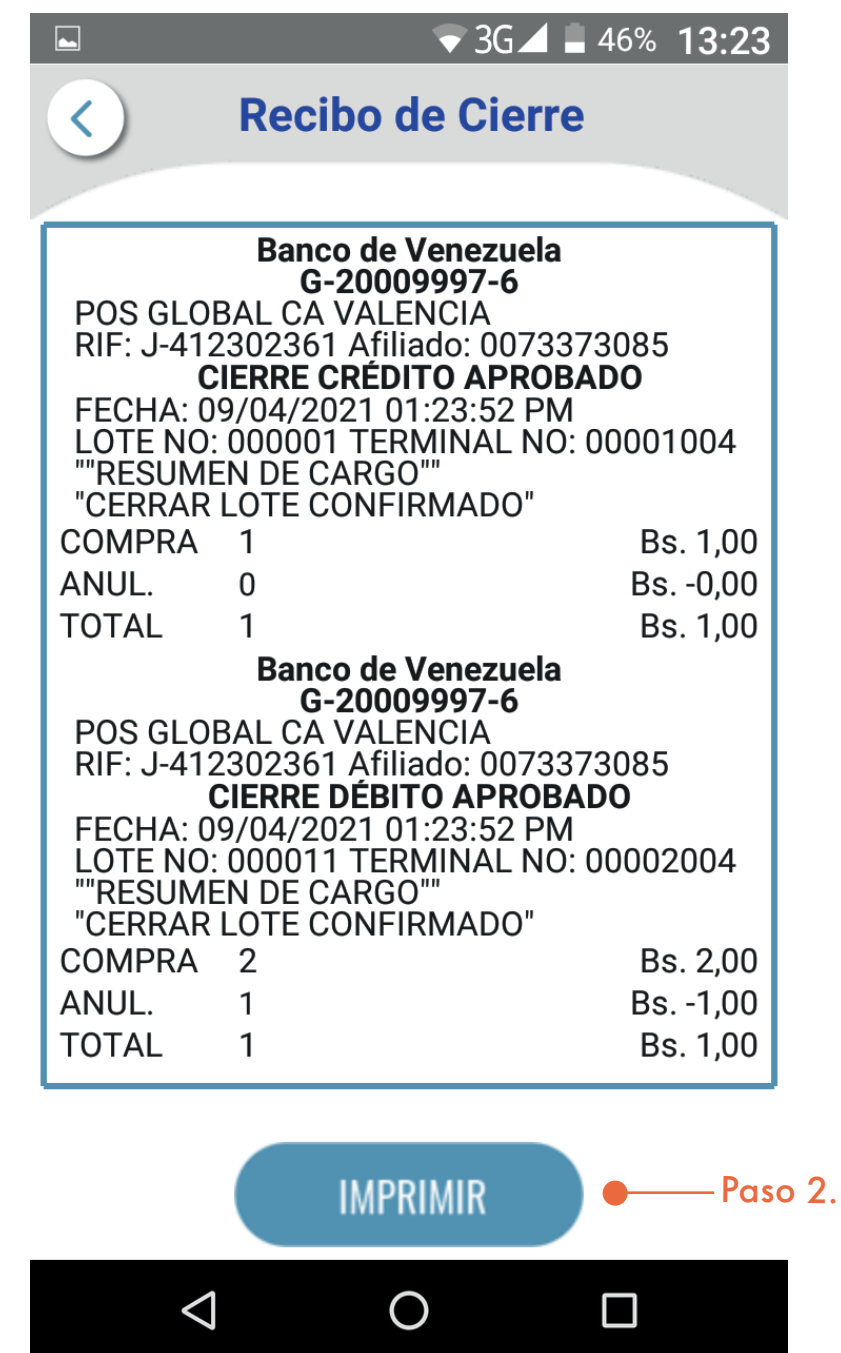 3G 46% 13:23
Recibo de Cierre
Banco de Venezuela
G-20009997-6
POS GLOBAL CA VALENCIA
RIF: J-412302361 Afiliado: 0073373085
CIERRE CRÉDITO APROBADO
FECHA: 09/04/2021 01:23:52 PM
LOTE NO: 000001 TERMINAL NO: 00001004
""RESUMEN DE CARGO""
"CERRAR LOTE CONFIRMADO"
COMPRA 1 Bs. 1,00
ANUL. 0 Bs. -0,00
TOTAL 1 Bs. 1,00
Banco de Venezuela
G-20009997-6
POS GLOBAL CA VALENCIA
RIF: J-412302361 Afiliado: 0073373085
CIERRE DÉBITO APROBADO
FECHA: 09/04/2021 01:23:52 PM
LOTE NO: 000011 TERMINAL NO: 00002004
""RESUMEN DE CARGO""
"CERRAR LOTE CONFIRMADO"
COMPRA 2 Bs. 2,00
ANUL. 1 Bs. -1,00
TOTAL 1 Bs. 1,00
IMPRIMIR Paso 2.